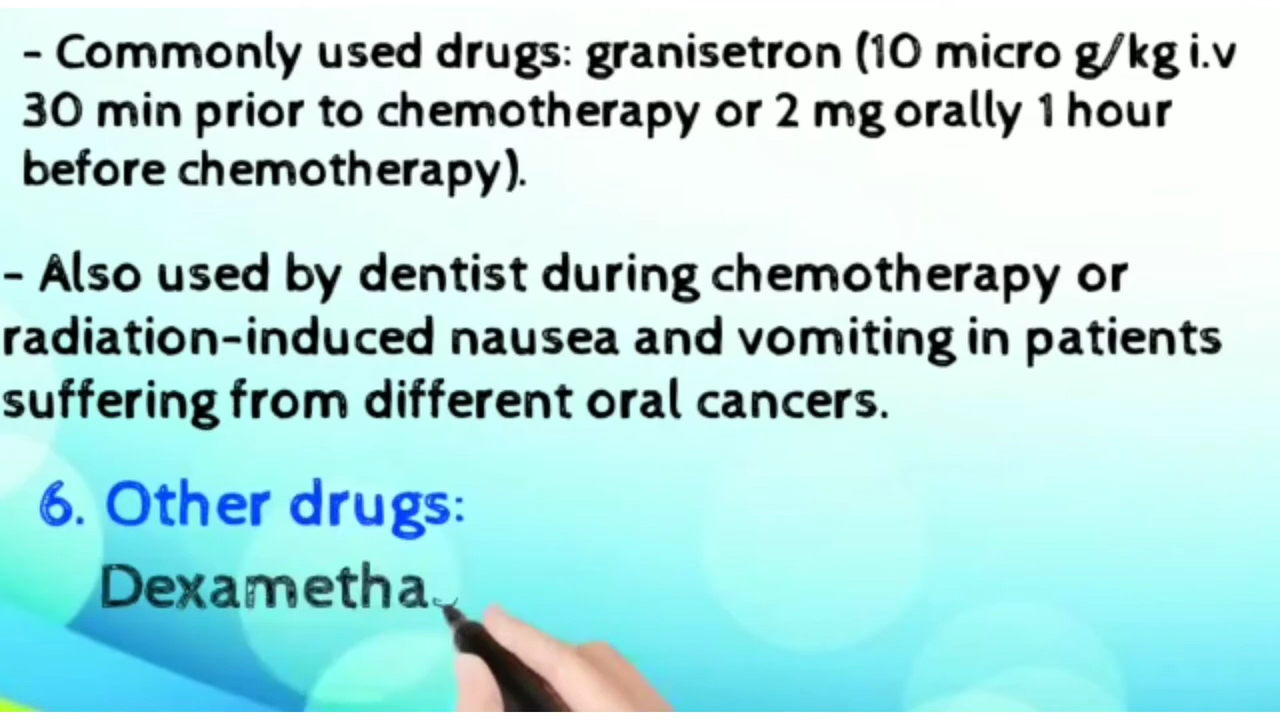 - Commonly used drugs: granisetron (10 micro g/kg i.v
30 min prior to chemotherapy or 2 mg orally 1 hour
before chemotherapy).
- Also used by dentist during chemotherapy or
radiation-induced nausea and vomiting in patients
suffering from different oral cancers.
6. Other drugs:
Dexametha